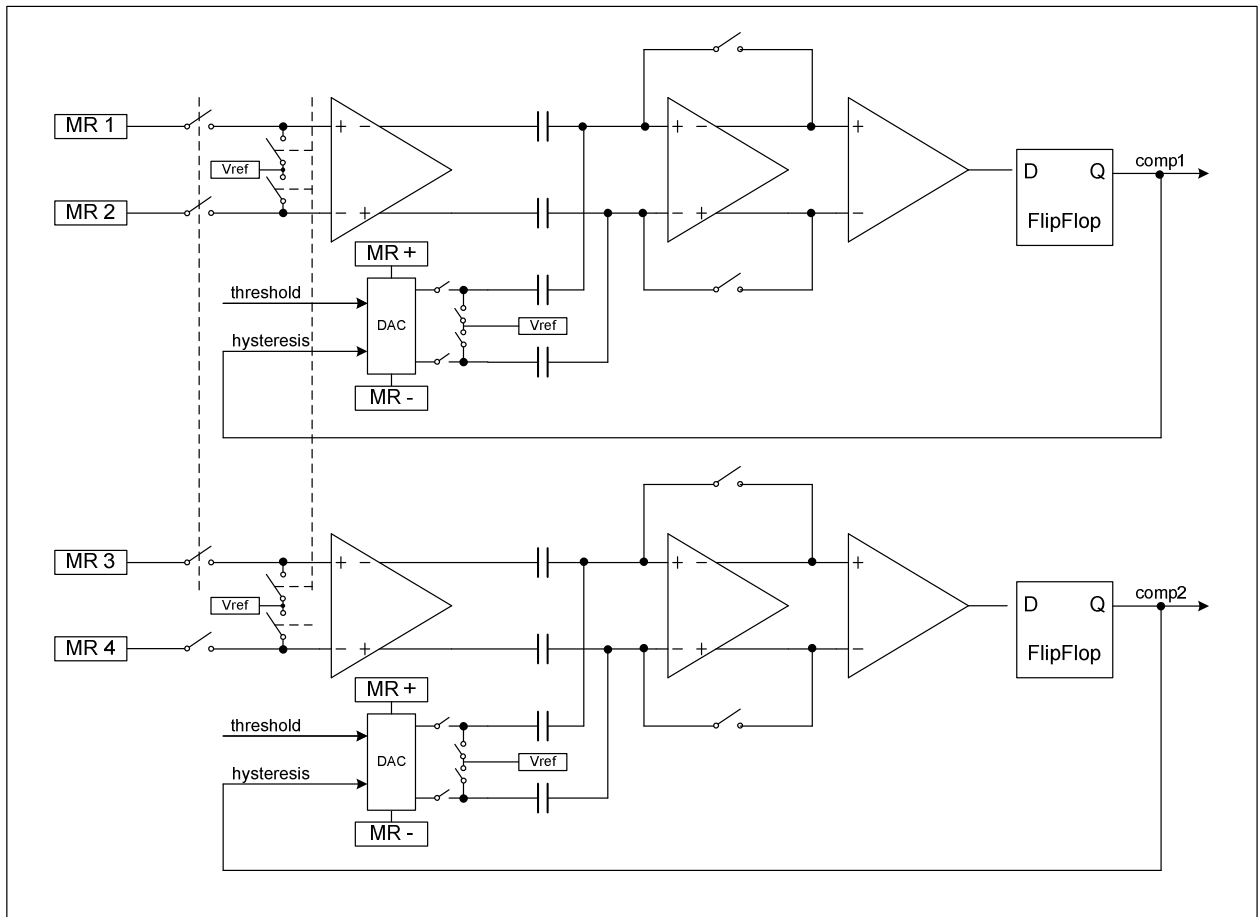 MR 1
+ − +
comp1
D Q
Vref
MR 2
− + − + −
FlipFlop
MR +
threshold
DAC
Vref
hysteresis
MR -
MR 3
+ − + − +
comp2
D Q
Vref
MR 4
− + − + −
FlipFlop
MR +
threshold
DAC
Vref
hysteresis
MR -